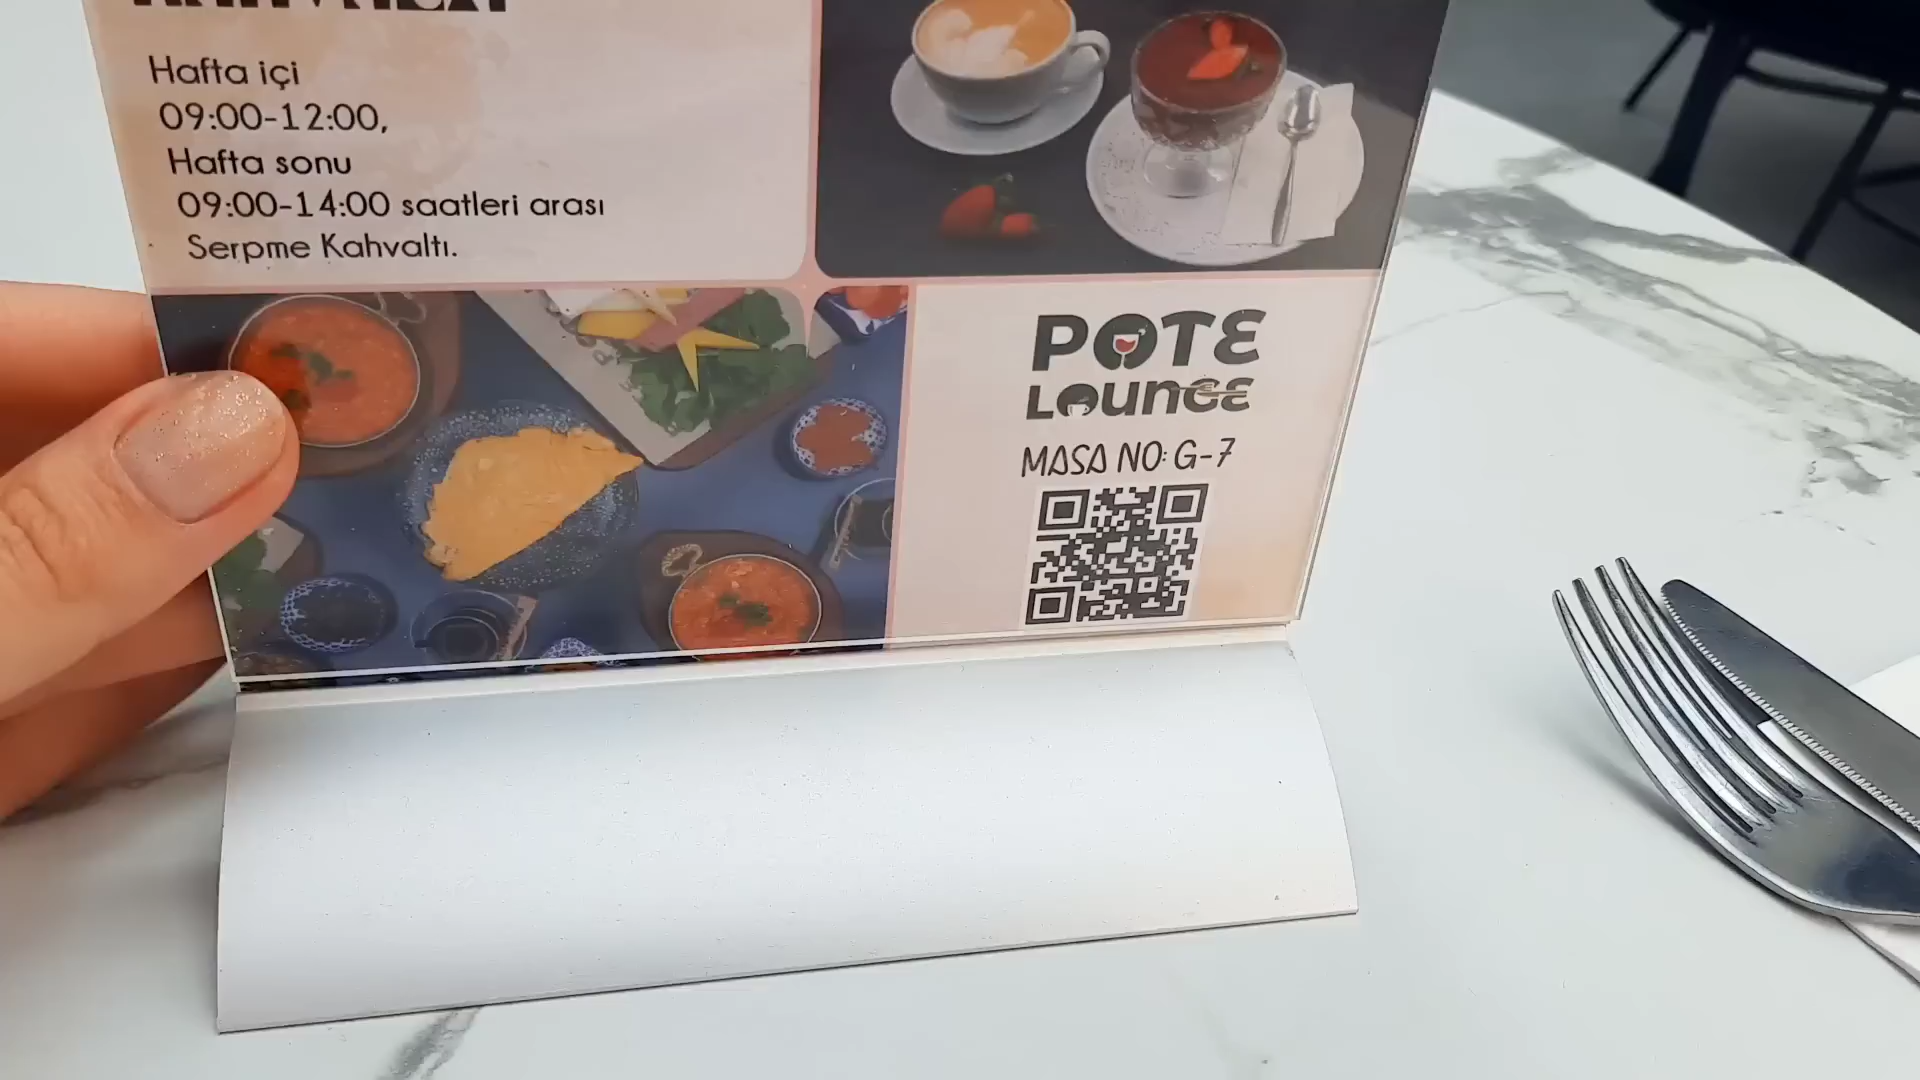 Hafta içi
09:00-12:00,
Hafta sonu
09:00-14:00 saatleri arası
Serpme Kahvaltı.
POTE
LOUNGE
MASA NO: G-7